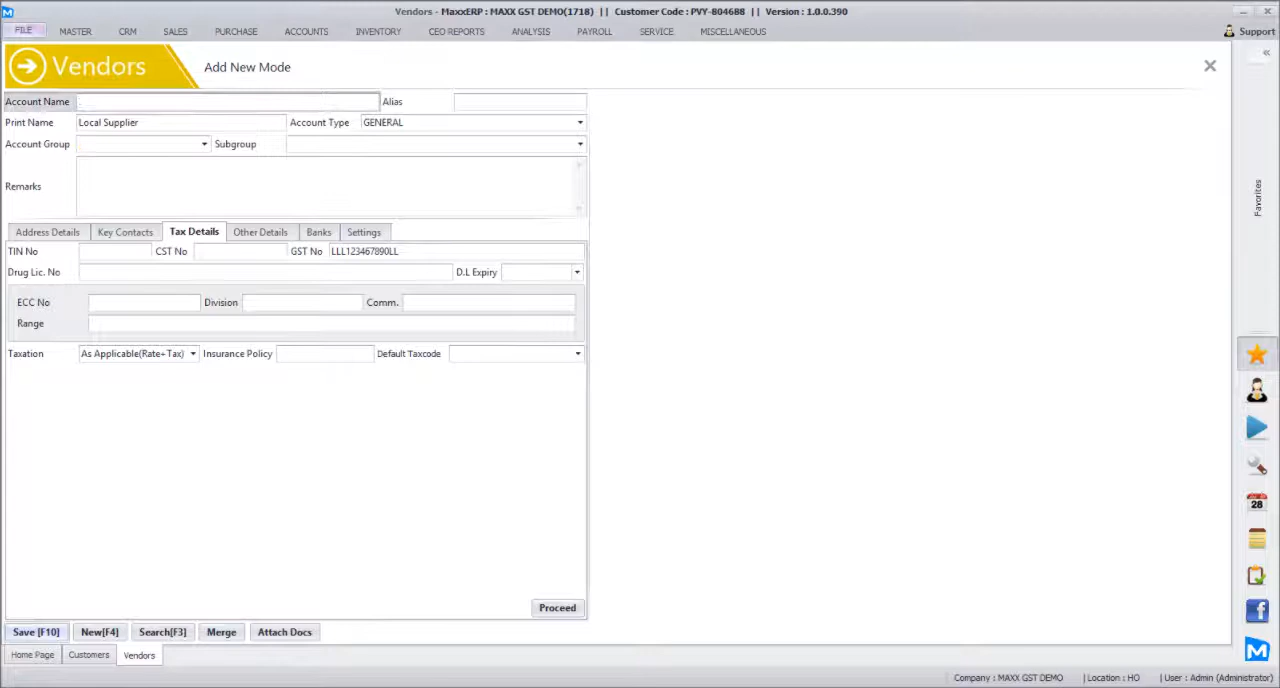 Vendors - MaxxERP : MAXX GST DEMO(1718) || Customer Code : PVY-804688 || Version : 1.0.0.390
FILE MASTER CRM SALES PURCHASE ACCOUNTS INVENTORY CEO REPORTS ANALYSIS PAYROLL SERVICE MISCELLANEOUS Support
Vendors Add New Mode
Account Name Alias
Print Name Local Supplier Account Type GENERAL
Account Group Subgroup
Remarks
Favorites
Address Details Key Contacts Tax Details Other Details Banks Settings
TIN No CST No GST No LLL123467890LL
Drug Lic. No D.L Expiry
ECC No Division Comm.
Range
Taxation As Applicable(Rate+Tax) Insurance Policy Default Taxcode
28
Proceed
Save [F10] New[F4] Search[F3] Merge Attach Docs
Home Page Customers Vendors
Company : MAXX GST DEMO | Location : HO | User : Admin (Administrator)